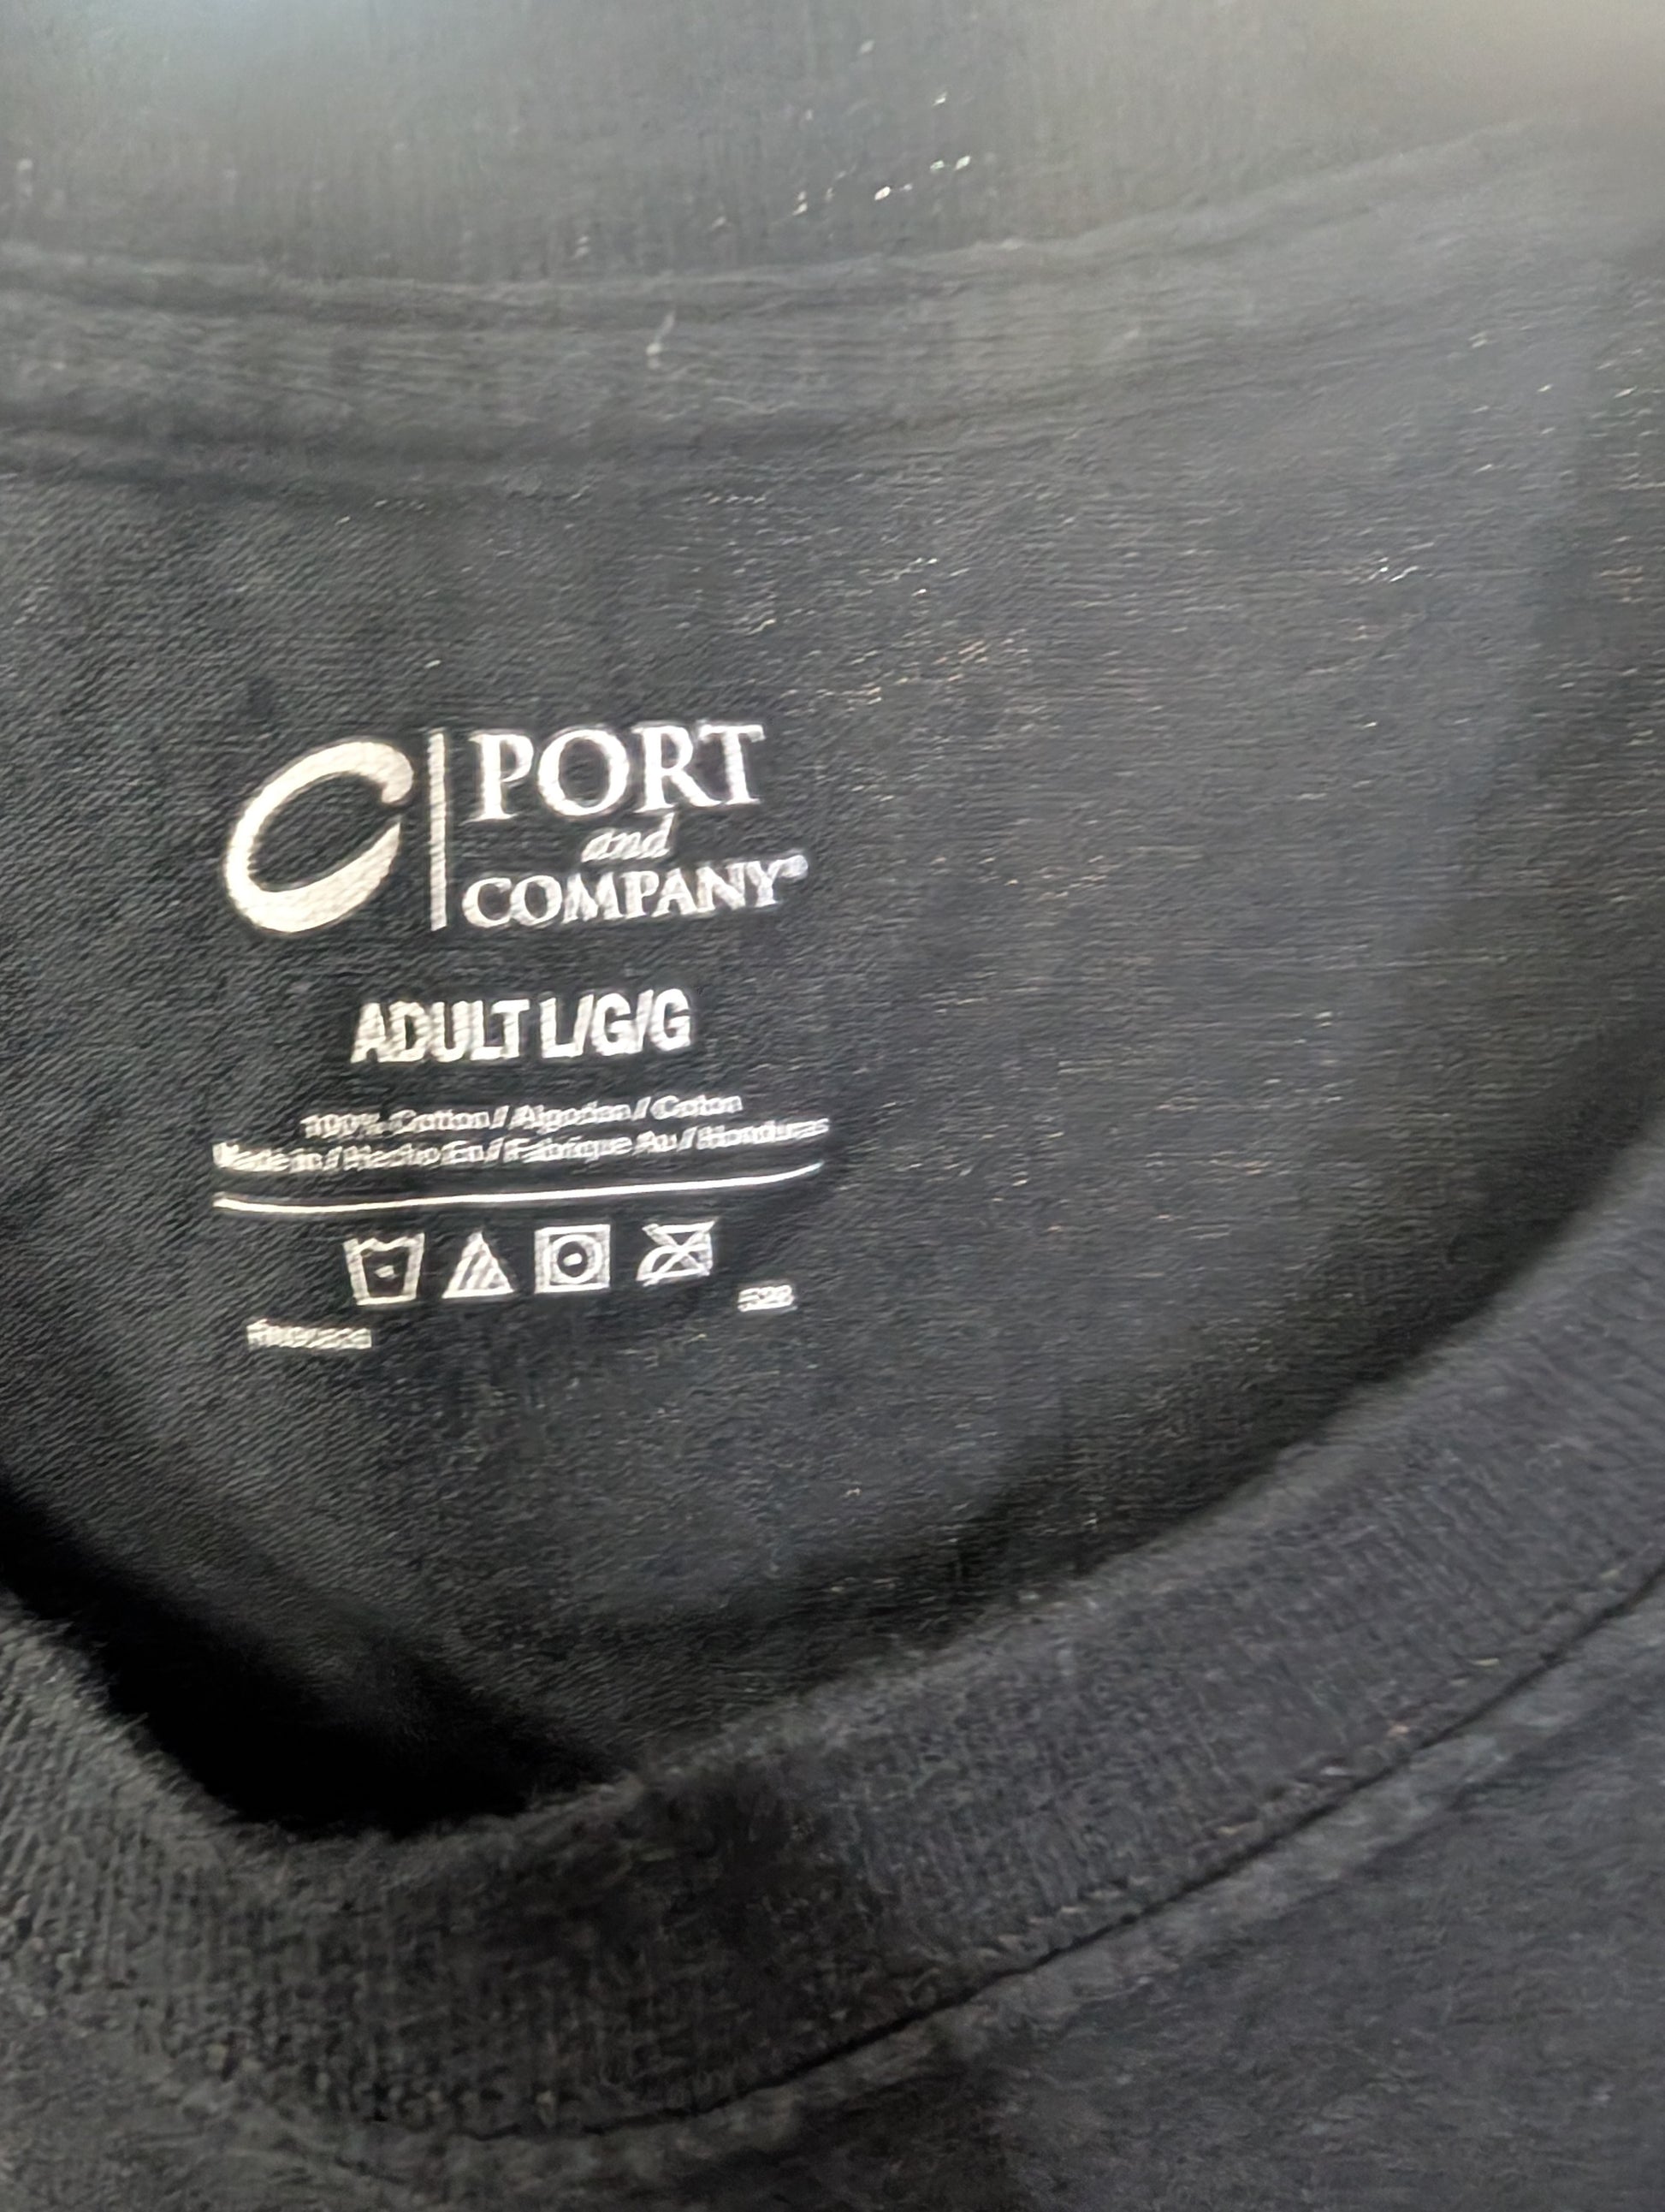 PORT
and
COMPANY®
ADULT L/G/G
100% Cotton / Algodon / Coton
Made in / Hecho En / Fabrique Au / Honduras